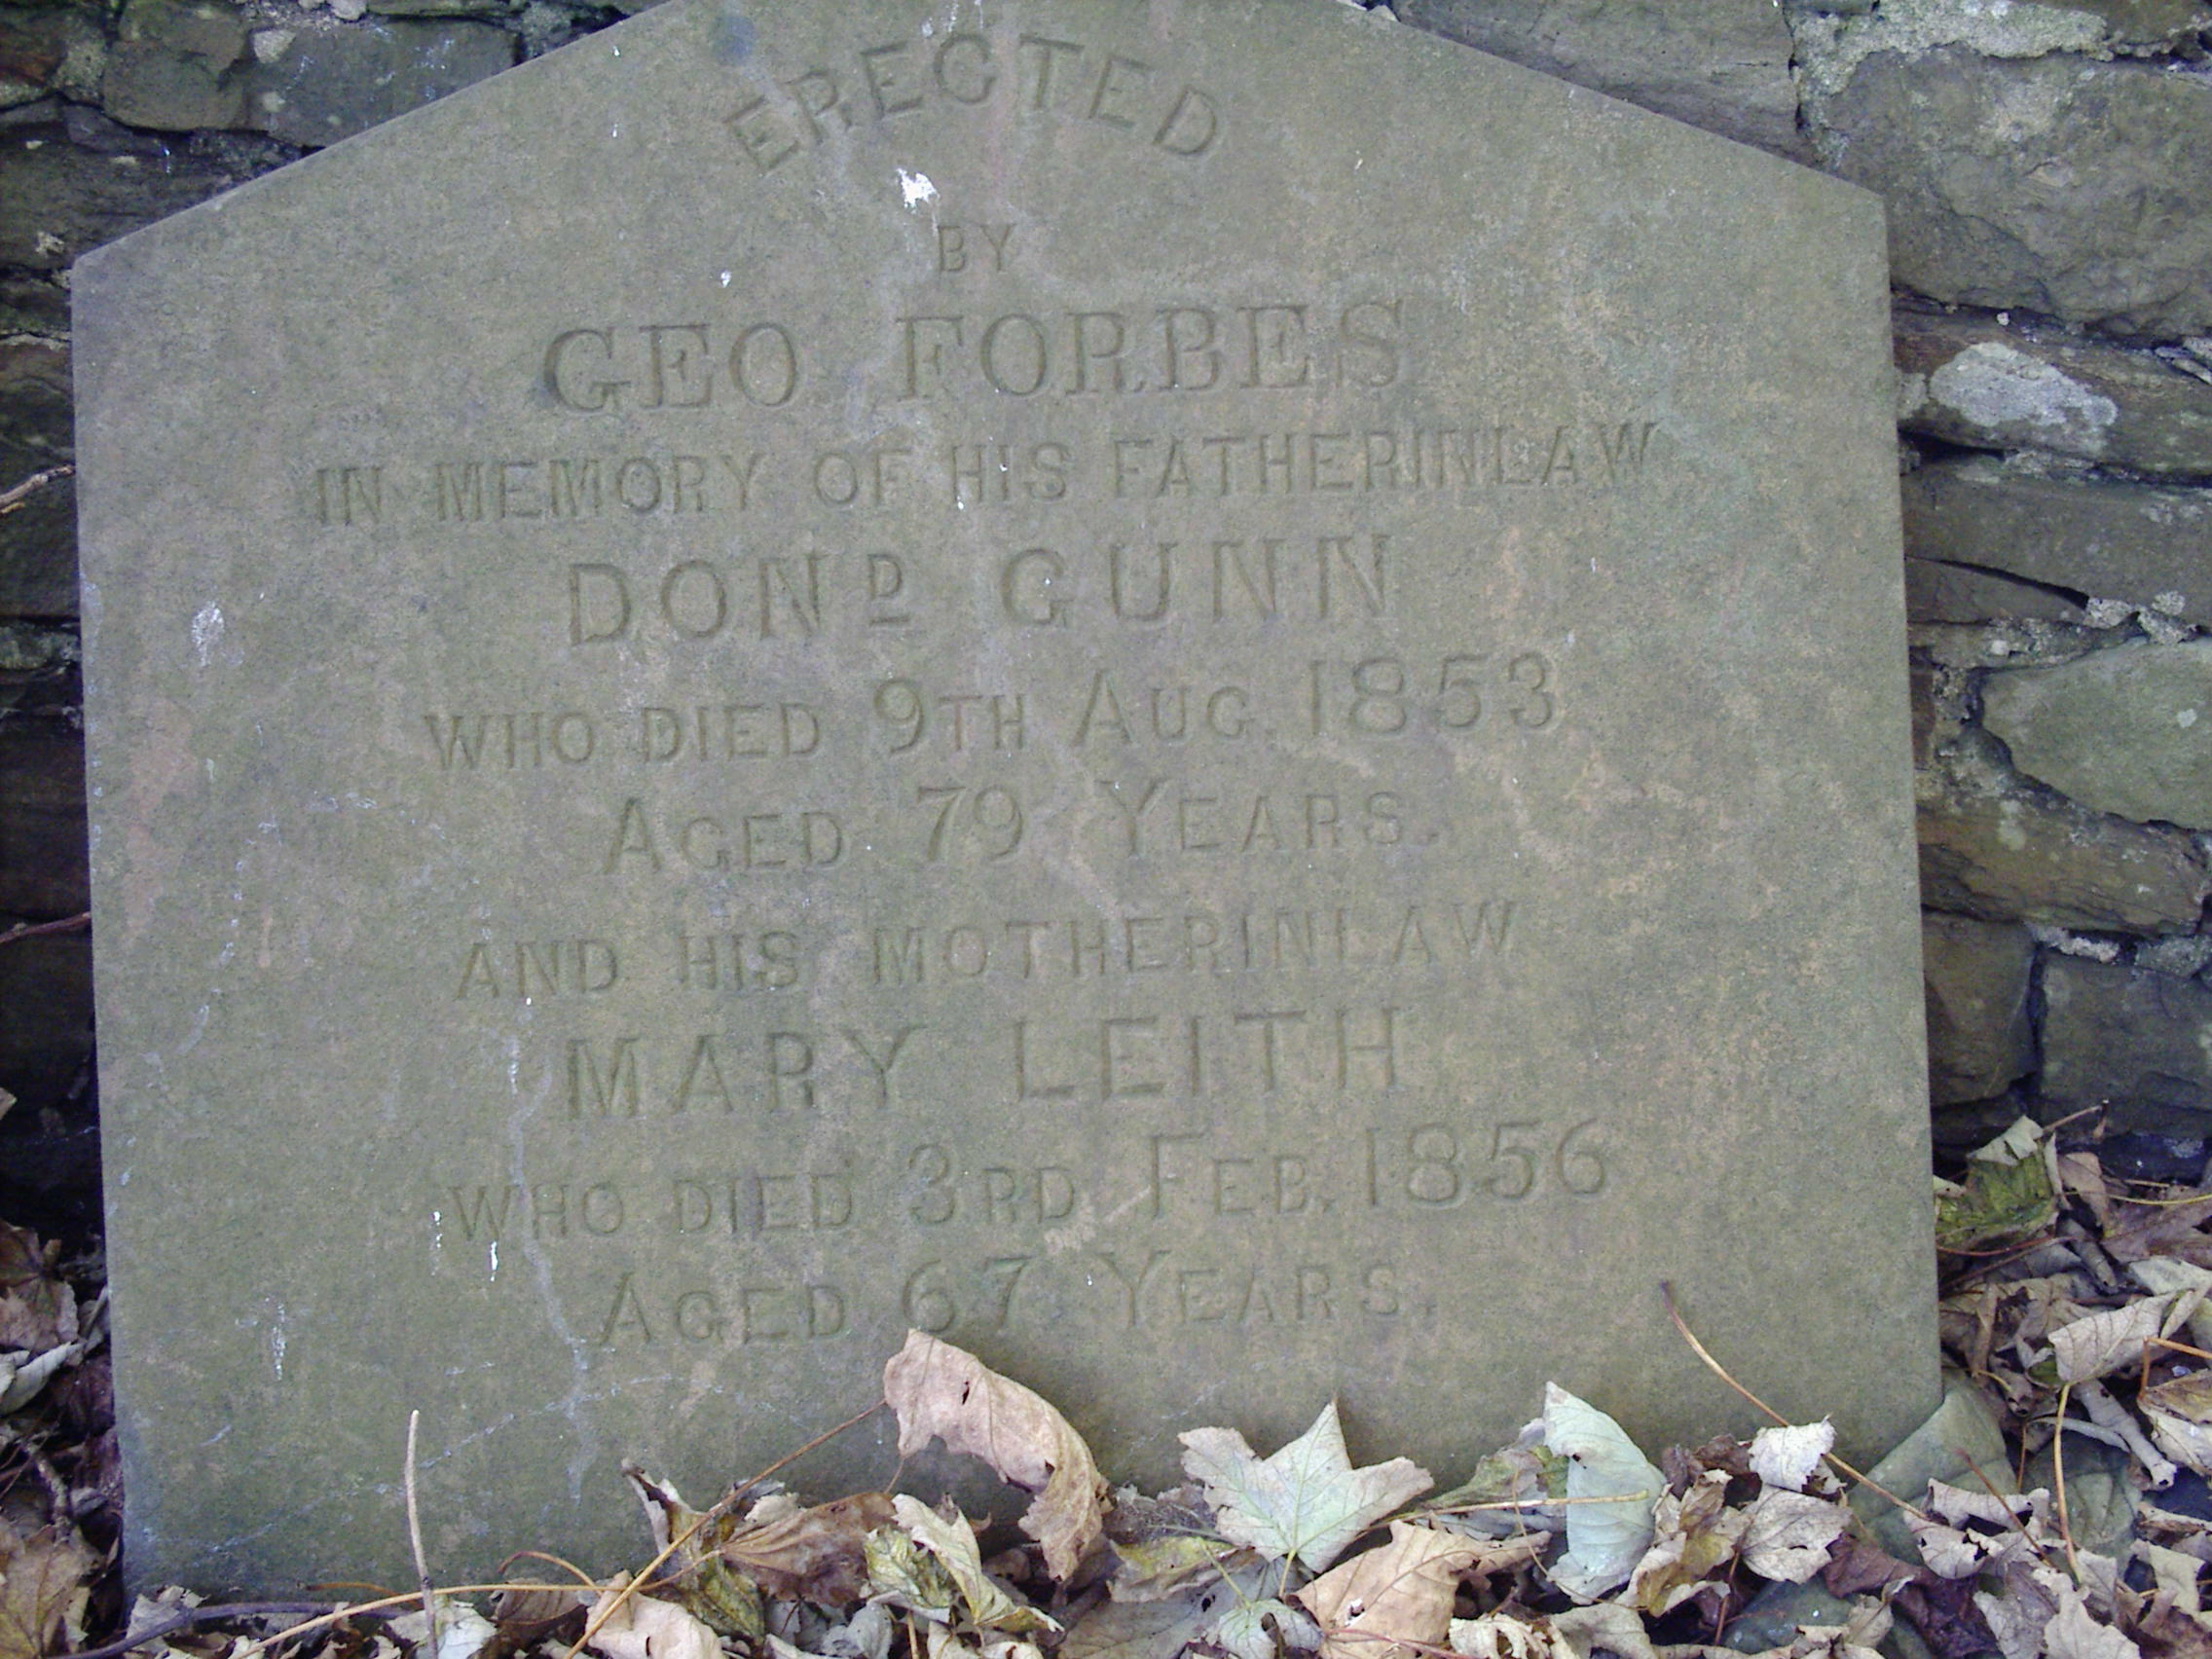 ERECTED
BY
GEO FORBES
IN MEMORY OF HIS FATHERINLAW
DOND GUNN
WHO DIED 9TH AUG. 1853
AGED 79 YEARS.
AND HIS MOTHERINLAW
MARY LEITH
WHO DIED 3RD FEB. 1856
AGED 67 YEARS.